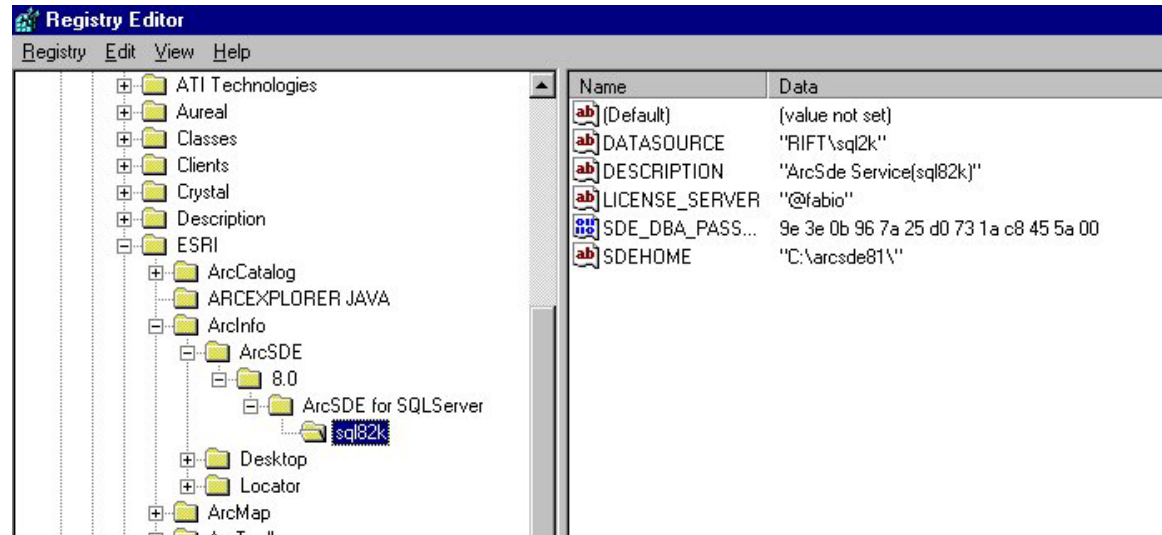 Registry Editor
Registry Edit View Help
ATI Technologies
Aureal
Classes
Clients
Crystal
Description
ESRI
ArcCatalog
ARCEXPLORER JAVA
ArcInfo
ArcSDE
8.0
ArcSDE for SQLServer
sql82k
Desktop
Locator
ArcMap
Name Data
(Default) (value not set)
DATASOURCE "RIFT\sql2k"
DESCRIPTION "ArcSde Service(sql82k)"
LICENSE_SERVER "@fabio"
SDE_DBA_PASS... 9e 3e 0b 96 7a 25 d0 73 1a c8 45 5a 00
SDEHOME "C:\arcsde81\"